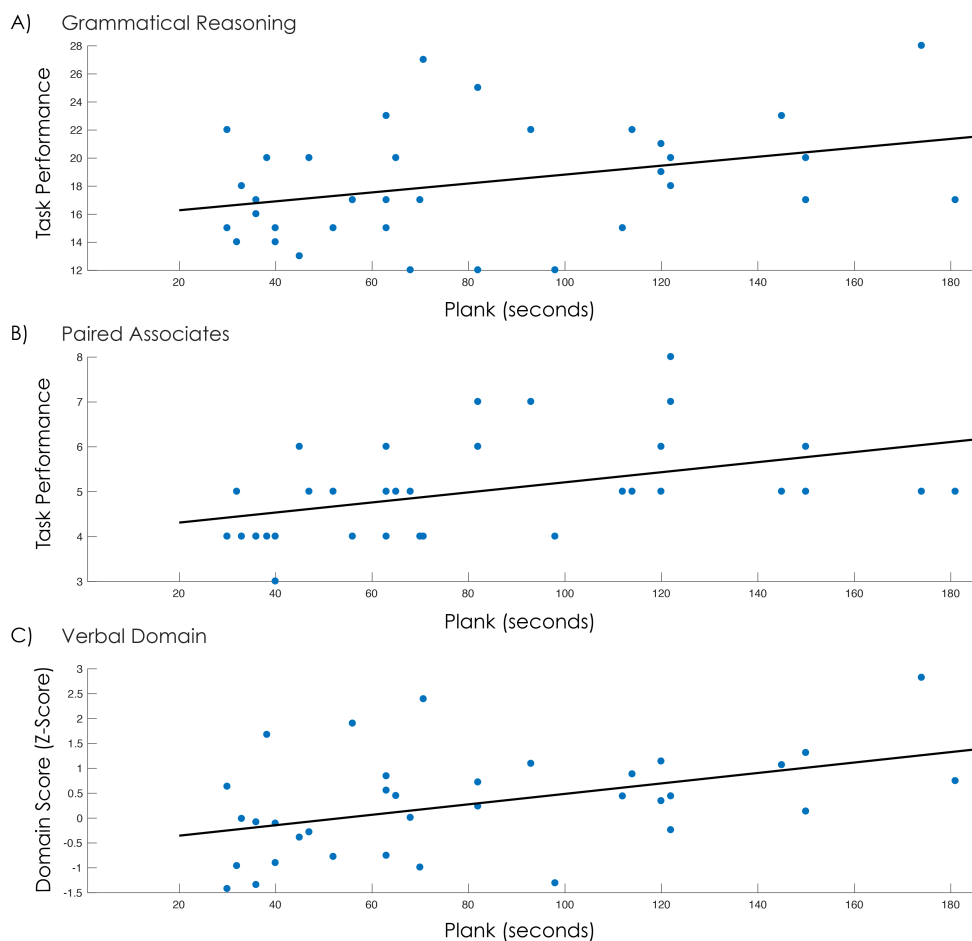 A) Grammatical Reasoning
Task Performance
28
26
24
22
20
18
16
14
12
20 40 60 80 100 120 140 160 180
Plank (seconds)
B) Paired Associates
Task Performance
8
7
6
5
4
3
20 40 60 80 100 120 140 160 180
Plank (seconds)
C) Verbal Domain
Domain Score (Z-Score)
3
2.5
2
1.5
1
0.5
0
-0.5
-1
-1.5
20 40 60 80 100 120 140 160 180
Plank (seconds)